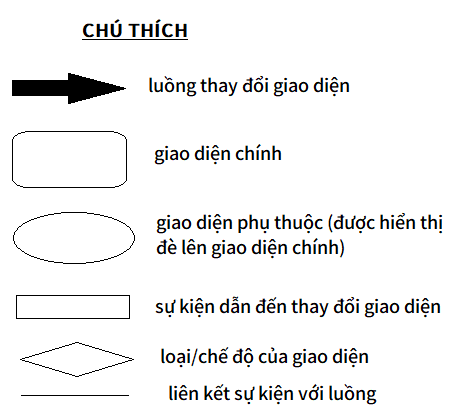 CHÚ THÍCH
luồng thay đổi giao diện
giao diện chính
giao diện phụ thuộc (được hiển thị
đè lên giao diện chính)
sự kiện dẫn đến thay đổi giao diện
loại/chế độ của giao diện
liên kết sự kiện với luồng